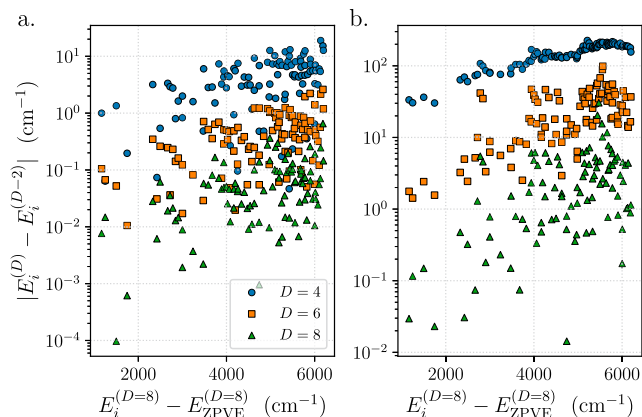 a.
b.
|E_i^{(D)} − E_i^{(D−2)}| (cm^{−1})
10^1
10^0
10^{−1}
10^{−2}
10^{−3}
10^{−4}
D = 4
D = 6
D = 8
2000 4000 6000
E_i^{(D=8)} − E_{ZPVE}^{(D=8)} (cm^{−1})
10^2
10^1
10^0
10^{−1}
10^{−2}
2000 4000 6000
E_i^{(D=8)} − E_{ZPVE}^{(D=8)} (cm^{−1})